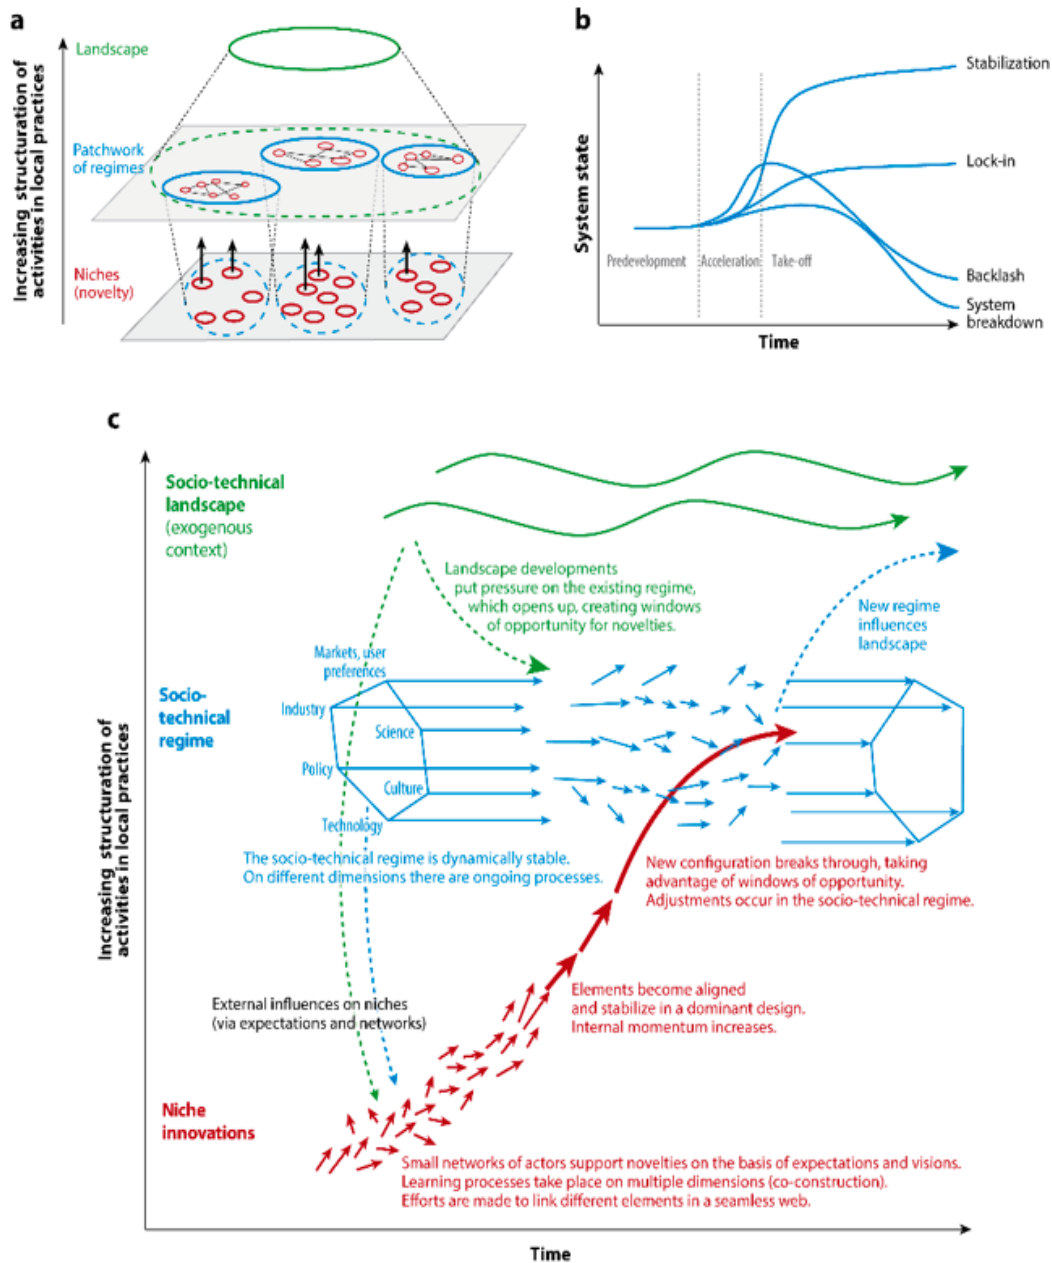 a
Increasing structuration of
activities in local practices
Landscape
Patchwork
of regimes
Niches
(novelty)
b
System state
Stabilization
Lock-in
Backlash
System
breakdown
Predevelopment
Acceleration
Take-off
Time
c
Increasing structuration of
activities in local practices
Socio-technical
landscape
(exogenous
context)
Landscape developments
put pressure on the existing regime,
which opens up, creating windows
of opportunity for novelties.
New regime
influences
landscape
Socio-
technical
regime
Markets, user
preferences
Industry
Science
Policy
Culture
Technology
The socio-technical regime is dynamically stable.
On different dimensions there are ongoing processes.
New configuration breaks through, taking
advantage of windows of opportunity.
Adjustments occur in the socio-technical regime.
External influences on niches
(via expectations and networks)
Elements become aligned
and stabilize in a dominant design.
Internal momentum increases.
Niche
innovations
Small networks of actors support novelties on the basis of expectations and visions.
Learning processes take place on multiple dimensions (co-construction).
Efforts are made to link different elements in a seamless web.
Time